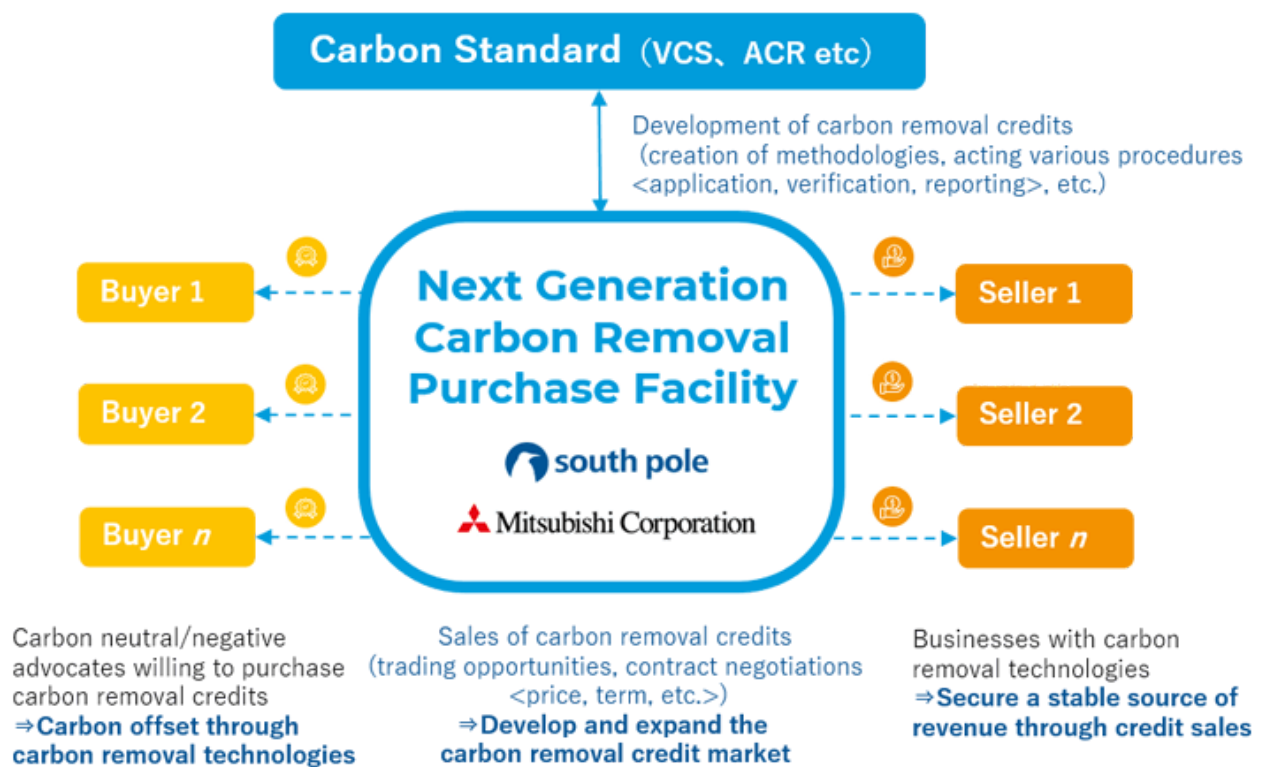 Carbon Standard（VCS、ACR etc）
Development of carbon removal credits
（creation of methodologies, acting various procedures
<application, verification, reporting>, etc.）
Next Generation
Carbon Removal
Purchase Facility
south pole
Mitsubishi Corporation
Buyer 1
Buyer 2
Buyer n
Seller 1
Seller 2
Seller n
Carbon neutral/negative
advocates willing to purchase
carbon removal credits
⇒Carbon offset through
carbon removal technologies
Sales of carbon removal credits
（trading opportunities, contract negotiations
<price, term, etc.>）
⇒Develop and expand the
carbon removal credit market
Businesses with carbon
removal technologies
⇒Secure a stable source of
revenue through credit sales